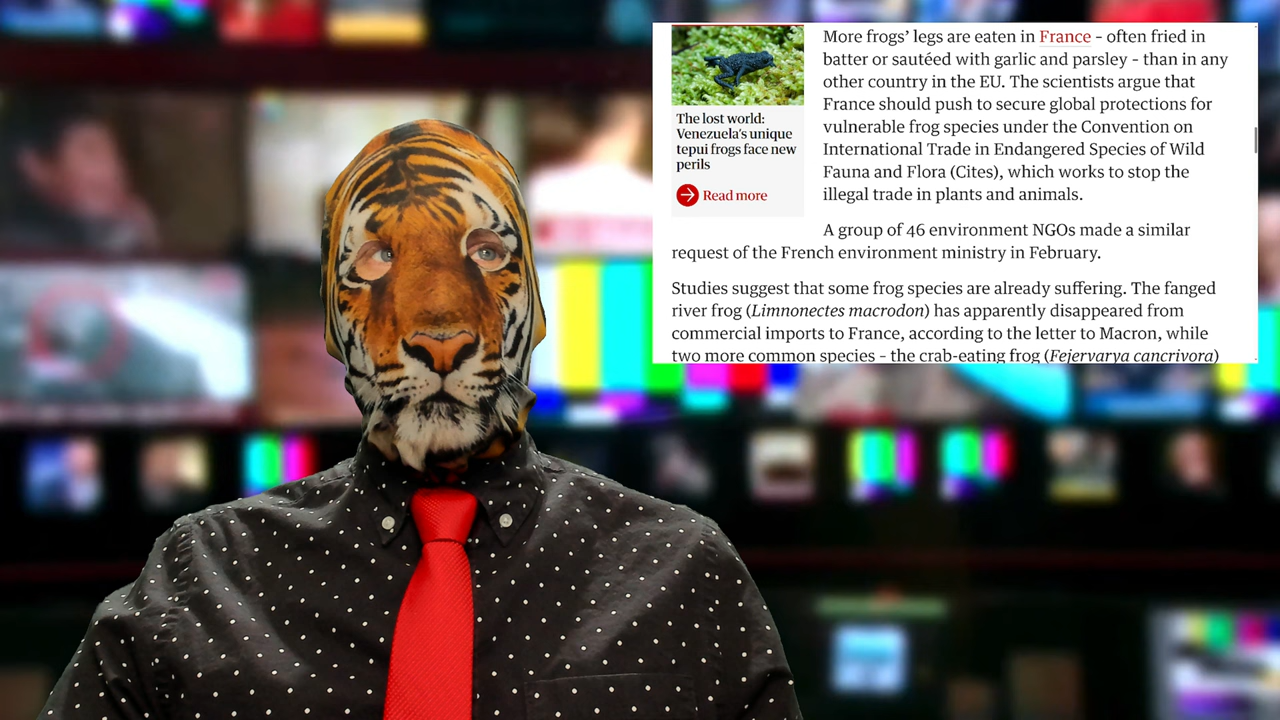 More frogs’ legs are eaten in France – often fried in
batter or sautéed with garlic and parsley – than in any
other country in the EU. The scientists argue that
France should push to secure global protections for
vulnerable frog species under the Convention on
International Trade in Endangered Species of Wild
Fauna and Flora (Cites), which works to stop the
illegal trade in plants and animals.
The lost world:
Venezuela’s unique
tepui frogs face new
perils
Read more
A group of 46 environment NGOs made a similar
request of the French environment ministry in February.
Studies suggest that some frog species are already suffering. The fanged
river frog (Limnonectes macrodon) has apparently disappeared from
commercial imports to France, according to the letter to Macron, while
two more common species – the crab-eating frog (Fejervarya cancrivora)